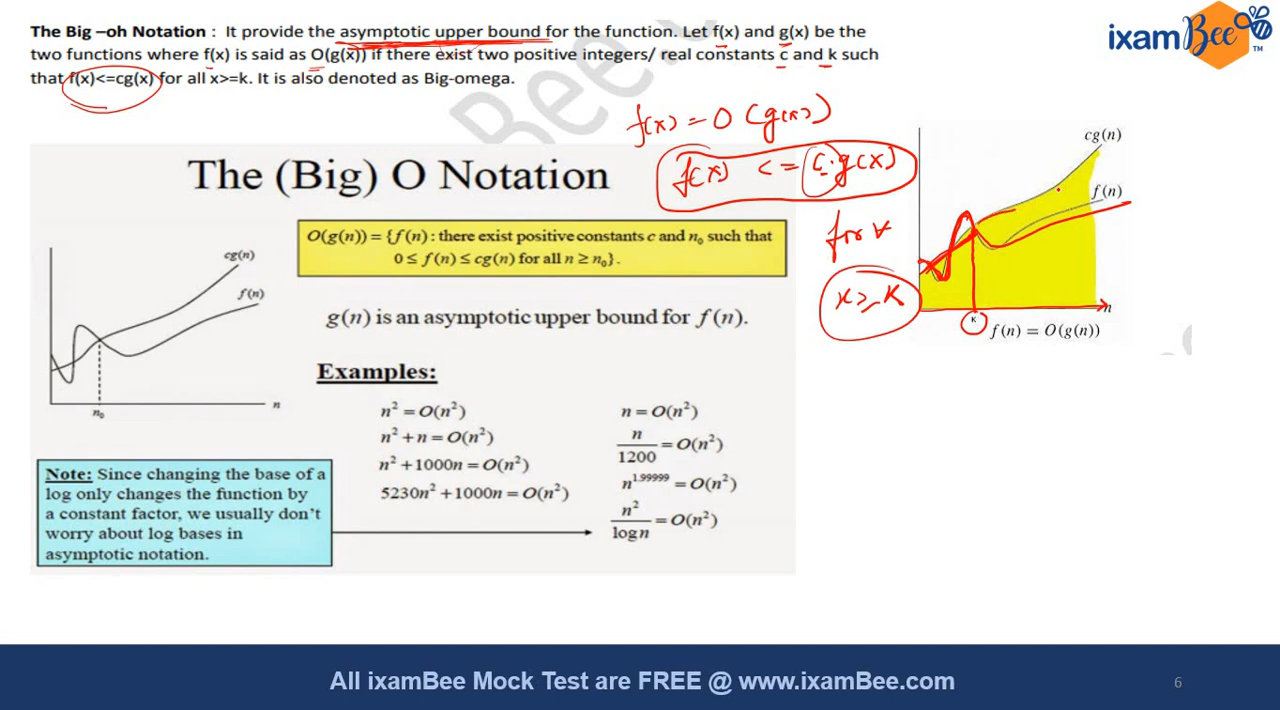 The Big –oh Notation : It provide the asymptotic upper bound for the function. Let f(x) and g(x) be the
two functions where f(x) is said as O(g(x)) if there exist two positive integers/ real constants c and k such
that f(x)<=cg(x) for all x>=k. It is also denoted as Big-omega.
ixamBee
TM
Bee.com
f(x) = O (g(x))
f(x) <= c.g(x)
for ∀
x>=K
cg(n)
f(n)
K
n
f(n) = O(g(n))
The (Big) O Notation
O(g(n)) = {f(n) : there exist positive constants c and n₀ such that
0 ≤ f(n) ≤ cg(n) for all n ≥ n₀}.
cg(n)
f(n)
n
n₀
g(n) is an asymptotic upper bound for f(n).
Examples:
n² = O(n²)
n² + n = O(n²)
n² + 1000n = O(n²)
5230n² + 1000n = O(n²)
n = O(n²)
n/1200 = O(n²)
n^1.99999 = O(n²)
n²/log n = O(n²)
Note: Since changing the base of a
log only changes the function by
a constant factor, we usually don't
worry about log bases in
asymptotic notation.
All ixamBee Mock Test are FREE @ www.ixamBee.com
6